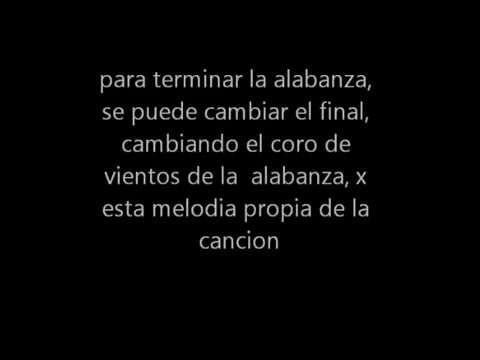 para terminar la alabanza,
se puede cambiar el final,
cambiando el coro de
vientos de la  alabanza, x
esta melodia propia de la
cancion